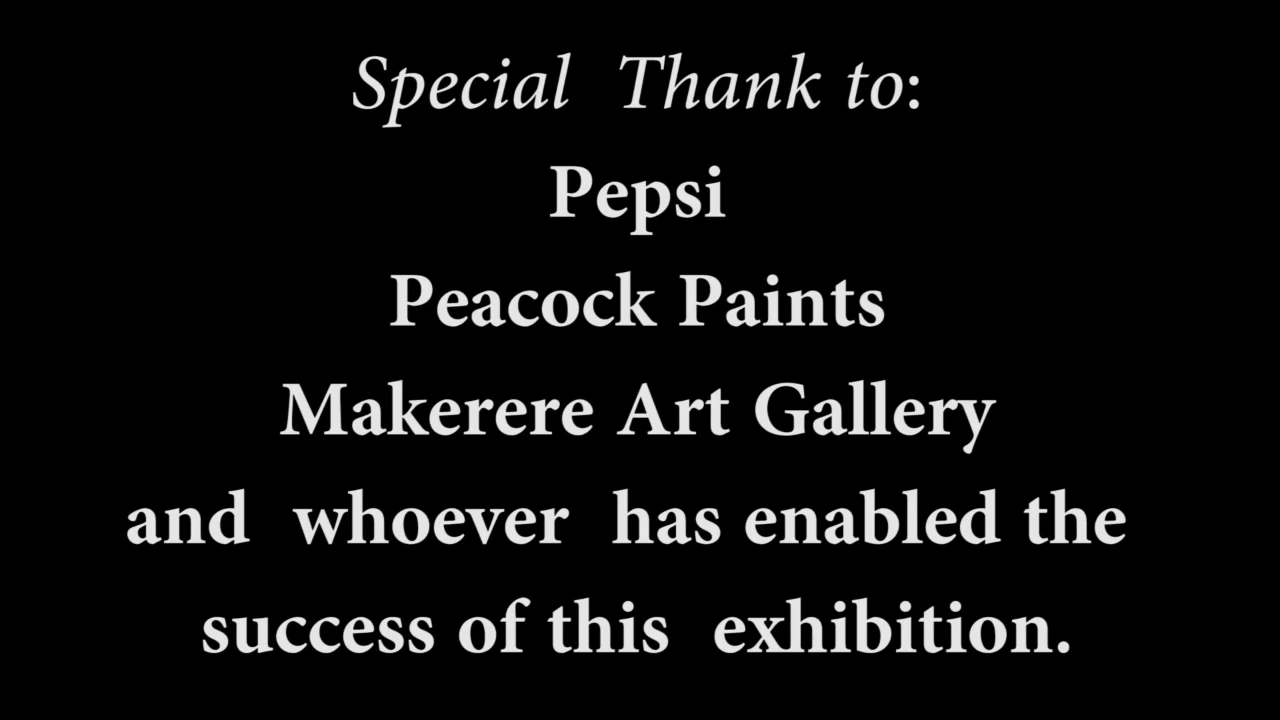 Special Thank to:
Pepsi
Peacock Paints
Makerere Art Gallery
and whoever has enabled the
success of this exhibition.